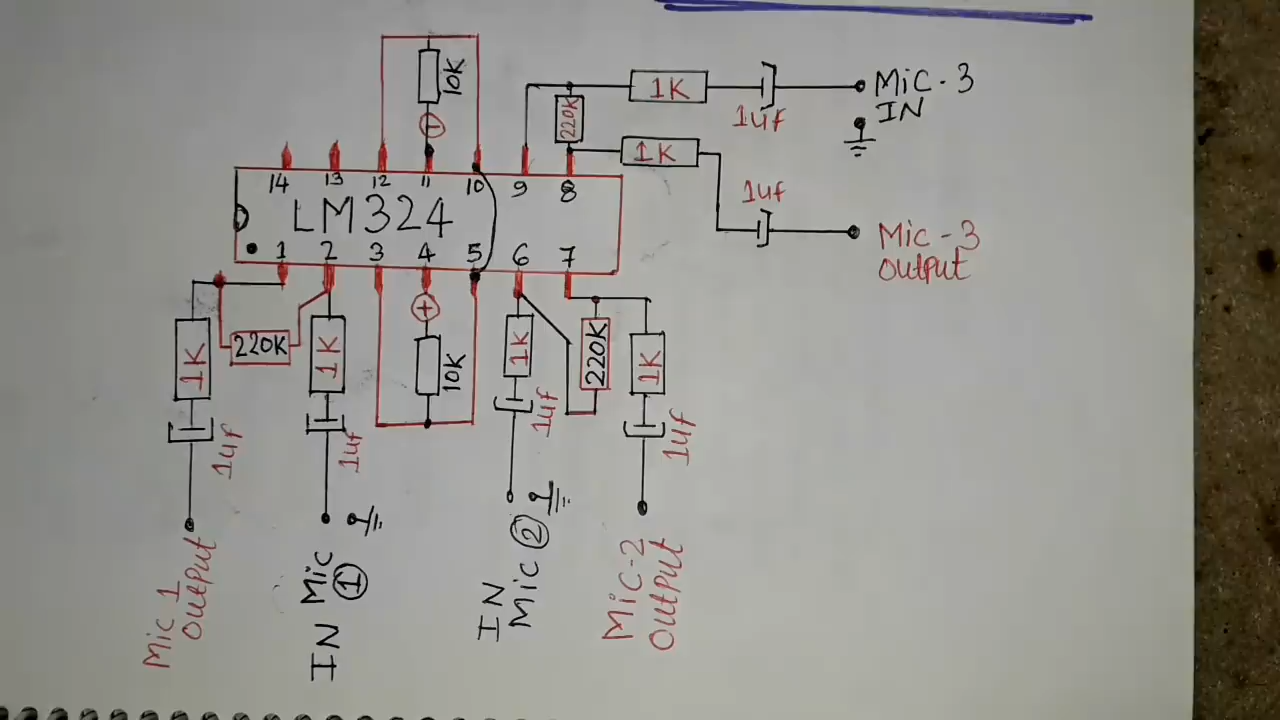 10K
1K
1uf
Mic-3
IN
220K
1K
1uf
Mic-3
output
14 13 12 11 10 9 8
LM324
1 2 3 4 5 6 7
220K
1K
1K
10K
1K
220K
1K
1uf
1uf
1uf
1uf
Mic 1
output
IN Mic
1
IN
Mic 2
Mic-2
output